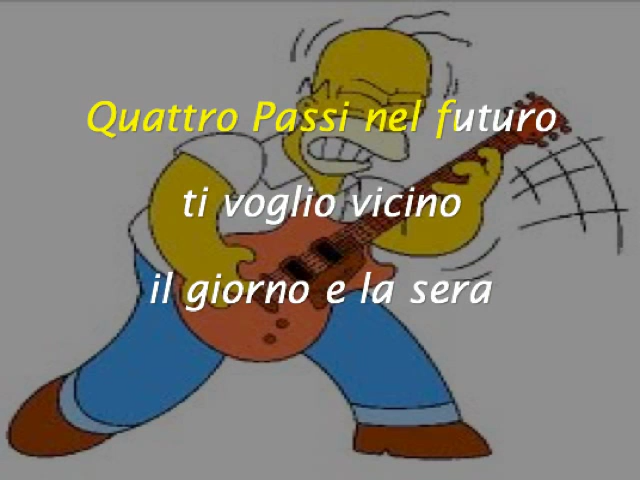 Quattro Passi nel futuro
ti voglio vicino
il giorno e la sera